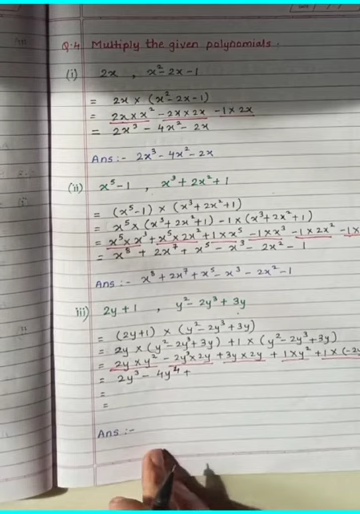 Q:4 Multiply the given polynomials.
(i) 2x , x²-2x-1
= 2x × (x²-2x-1)
= 2x×x² - 2x×2x - 1×2x
= 2x³ - 4x² - 2x
Ans:- 2x³ - 4x² - 2x
(ii) x⁵-1 , x³+2x²+1
= (x⁵-1) × (x³+2x²+1)
= x⁵ × (x³+2x²+1) - 1×(x³+2x²+1)
= x⁵×x³ + x⁵×2x² + 1×x⁵ - 1×x³ - 1×2x² - 1×
= x⁸ + 2x⁷ + x⁵ - x³ - 2x² - 1
Ans:- x⁸ + 2x⁷ + x⁵ - x³ - 2x² - 1
iii) 2y+1 , y²-2y³+3y
= (2y+1) × (y²-2y³+3y)
= 2y × (y²-2y³+3y) + 1 × (y²-2y³+3y)
= 2y×y² - 2y³×2y + 3y×2y + 1×y² + 1×(-2y
= 2y³ - 4y⁴ +
=
=
Ans:-